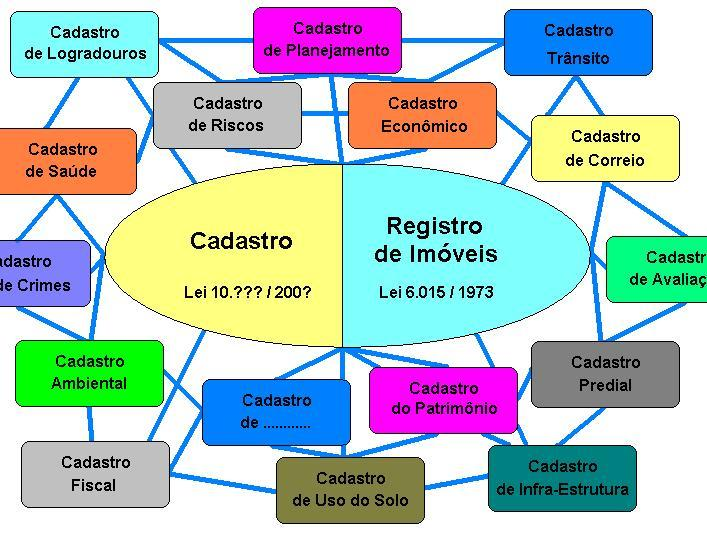 Cadastro
de Logradouros
Cadastro
de Planejamento
Cadastro
Trânsito
Cadastro
de Riscos
Cadastro
Econômico
Cadastro
de Correio
Cadastro
de Saúde
Cadastro
Lei 10.??? / 200?
Registro
de Imóveis
Lei 6.015 / 1973
adastro
de Crimes
Cadastr
de Avaliaç
Cadastro
Ambiental
Cadastro
de ............
Cadastro
do Patrimônio
Cadastro
Predial
Cadastro
Fiscal
Cadastro
de Uso do Solo
Cadastro
de Infra-Estrutura